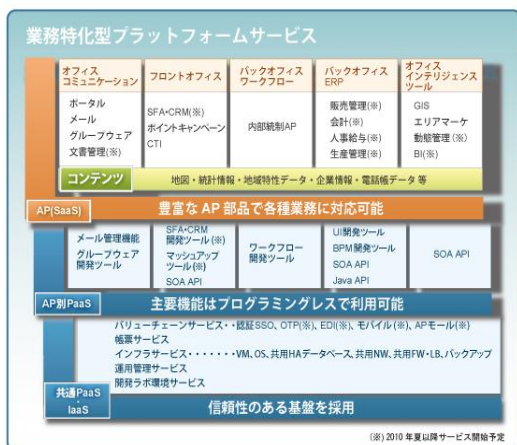 業務特化型プラットフォームサービス
オフィス
コミュニケーション
フロントオフィス
バックオフィス
ワークフロー
バックオフィス
ERP
オフィス
インテリジェンス
ツール
ポータル
メール
グループウェア
文書管理(※)
SFA•CRM(※)
ポイントキャンペーン
CTI
内部統制AP
販売管理(※)
会計(※)
人事給与(※)
生産管理(※)
GIS
エリアマーケ
動態管理(※)
BI(※)
コンテンツ
地図・統計情報・地域特性データ・企業情報・電話帳データ 等
AP(SaaS)
豊富な AP 部品で各種業務に対応可能
メール管理機能
グループウェア
開発ツール
SFA•CRM
開発ツール(※)
マッシュアップ
ツール(※)
SOA API
ワークフロー
開発ツール
UI開発ツール
BPM開発ツール
SOA API
Java API
SOA API
AP別PaaS
主要機能はプログラミングレスで利用可能
バリューチェーンサービス・・認証SSO、OTP(※)、EDI(※)、モバイル(※)、APモール(※)
帳票サービス
インフラサービス・・・・・・・VM、OS、共用HAデータベース、共用NW、共用FW・LB、バックアップ
運用管理サービス
開発ラボ環境サービス
共通PaaS
・
IaaS
信頼性のある基盤を採用
(※) 2010 年夏以降サービス開始予定